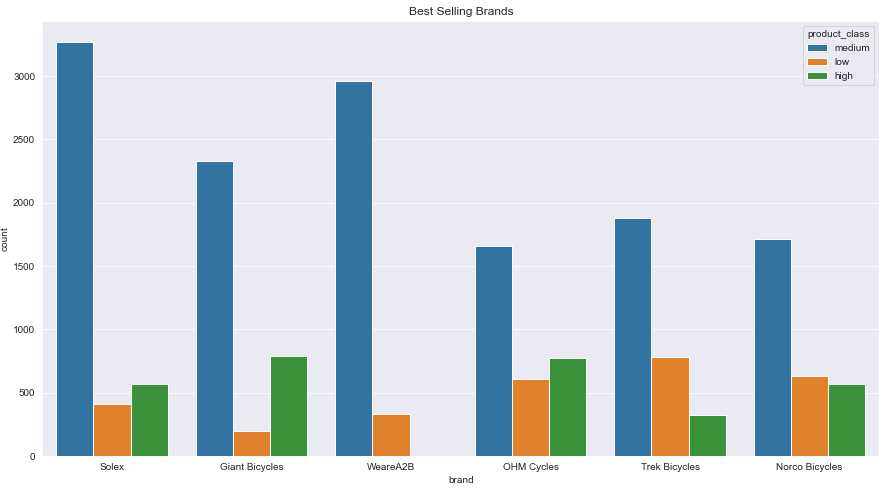 Best Selling Brands
product_class
medium
low
high
3000
2500
2000
1500
1000
500
0
count
Solex Giant Bicycles WeareA2B OHM Cycles Trek Bicycles Norco Bicycles
brand